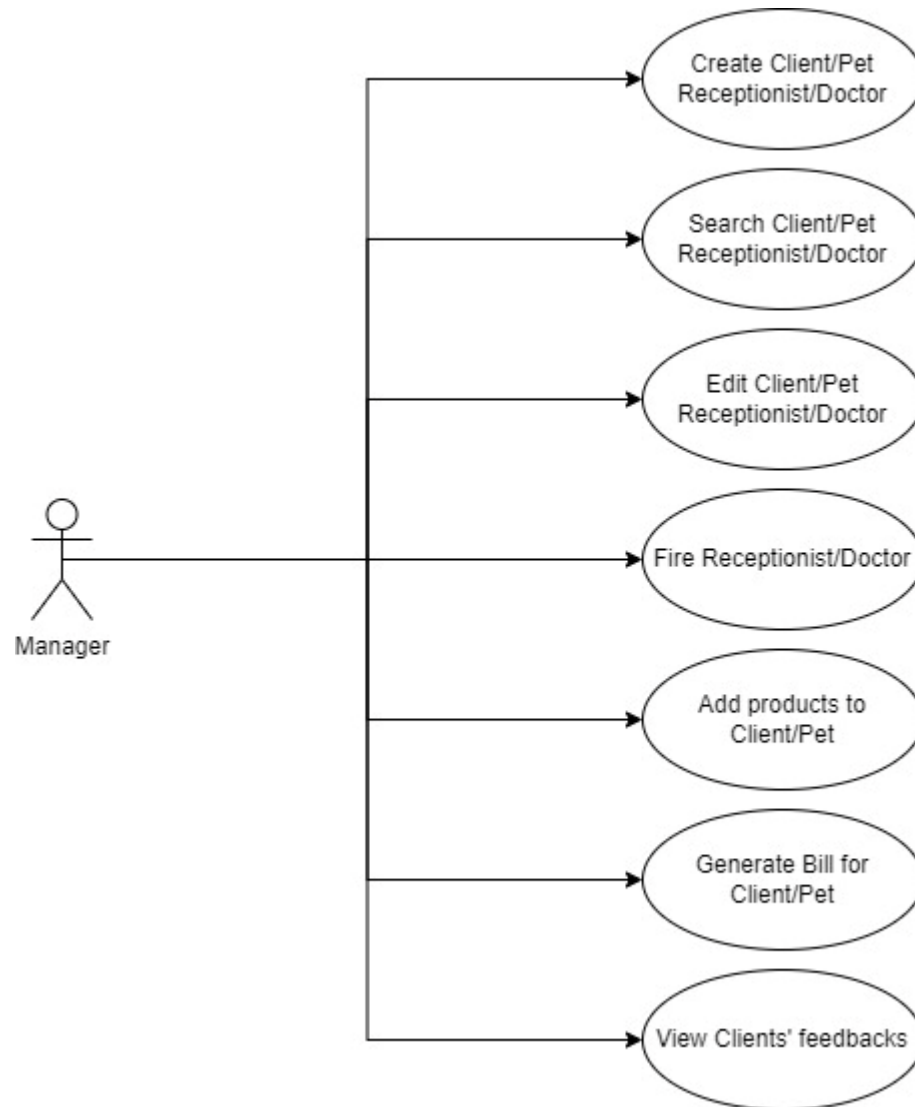 Create Client/Pet
Receptionist/Doctor
Search Client/Pet
Receptionist/Doctor
Edit Client/Pet
Receptionist/Doctor
Fire Receptionist/Doctor
Manager
Add products to
Client/Pet
Generate Bill for
Client/Pet
View Clients' feedbacks